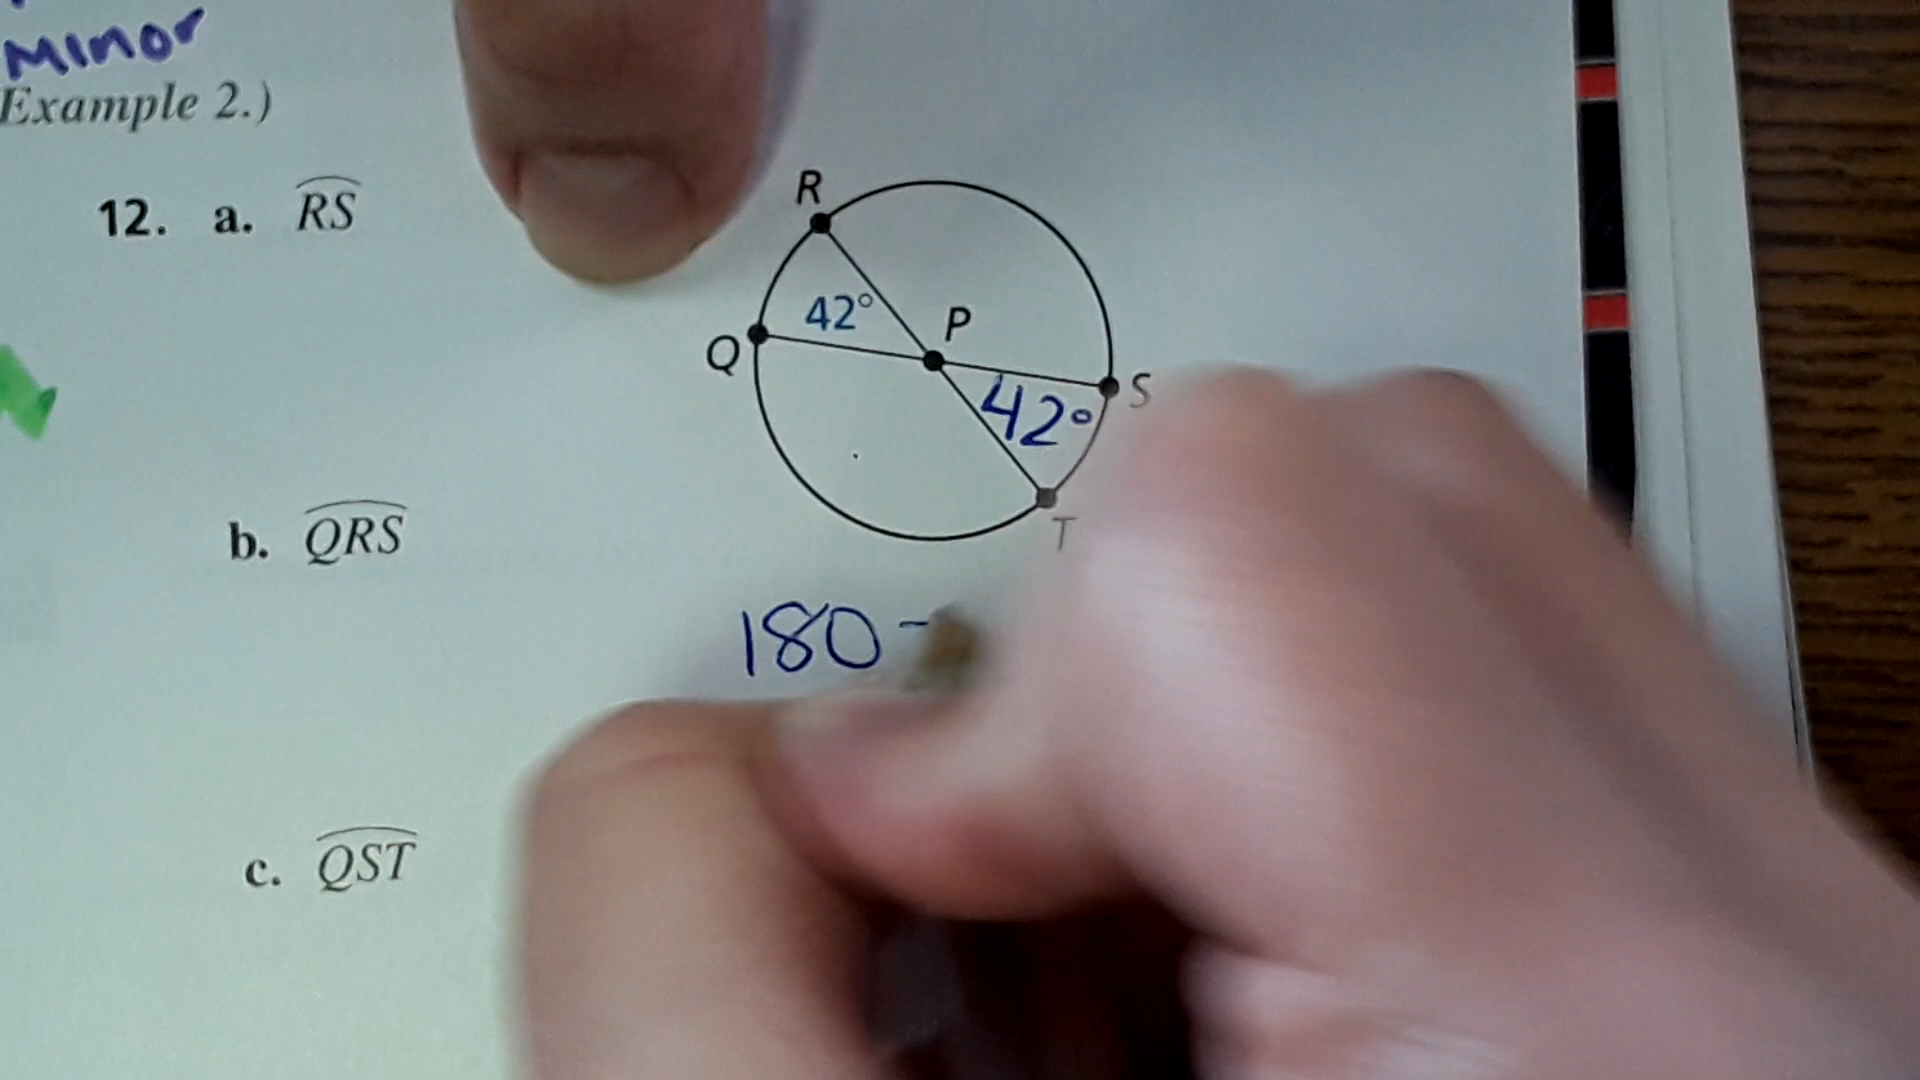 Minor
Example 2.)
12. a. RS
R
42°
P
Q
S
42°
T
b. QRS
180 -
c. QST